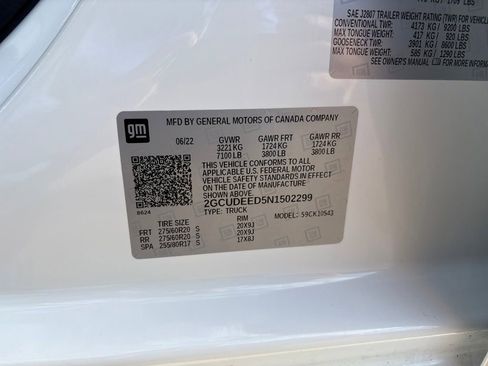 SAE J2807 TRAILER WEIGHT RATING (TWR) FOR VEHICLE
CONVENTIONAL TWR: 4173 KG / 9200 LBS
MAX TONGUE WT: 417 KG / 920 LBS
GOOSENECK TWR: 3901 KG / 8600 LBS
MAX TONGUE WT: 585 KG / 1290 LBS
SEE OWNER'S MANUAL FOR
gm
MFD BY GENERAL MOTORS OF CANADA COMPANY
06/22 GVWR GAWR FRT GAWR RR
3221 KG 1724 KG 1724 KG
7100 LB 3800 LB 3800 LB
THIS VEHICLE CONFORMS TO ALL
APPLICABLE U.S. FEDERAL MOTOR
VEHICLE SAFETY STANDARDS IN
EFFECT ON THE DATE OF
MANUFACTURE SHOWN ABOVE.
2GCUDEED5N1502299
8624 TYPE: TRUCK MODEL: 59CK10543
TIRE SIZE RIM
FRT 275/60R20 S 20X9J
RR 275/60R20 S 20X9J
SPA 255/80R17 S 17X8J